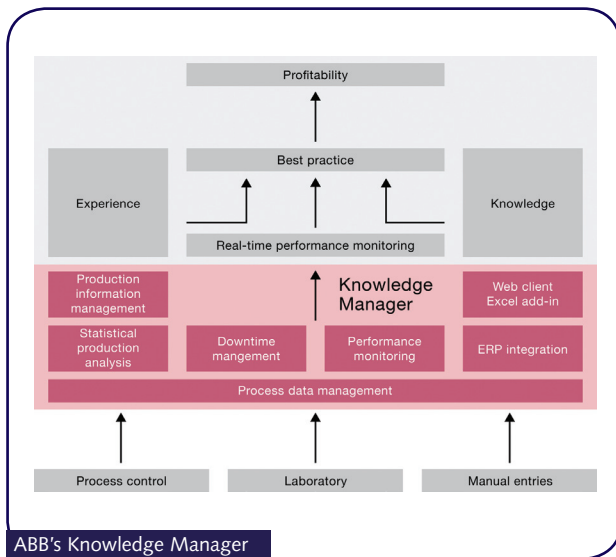 Profitability
Best practice
Experience
Knowledge
Real-time performance monitoring
Knowledge
Manager
Production
information
management
Web client
Excel add-in
Statistical
production
analysis
Downtime
mangement
Performance
monitoring
ERP integration
Process data management
Process control
Laboratory
Manual entries
ABB's Knowledge Manager